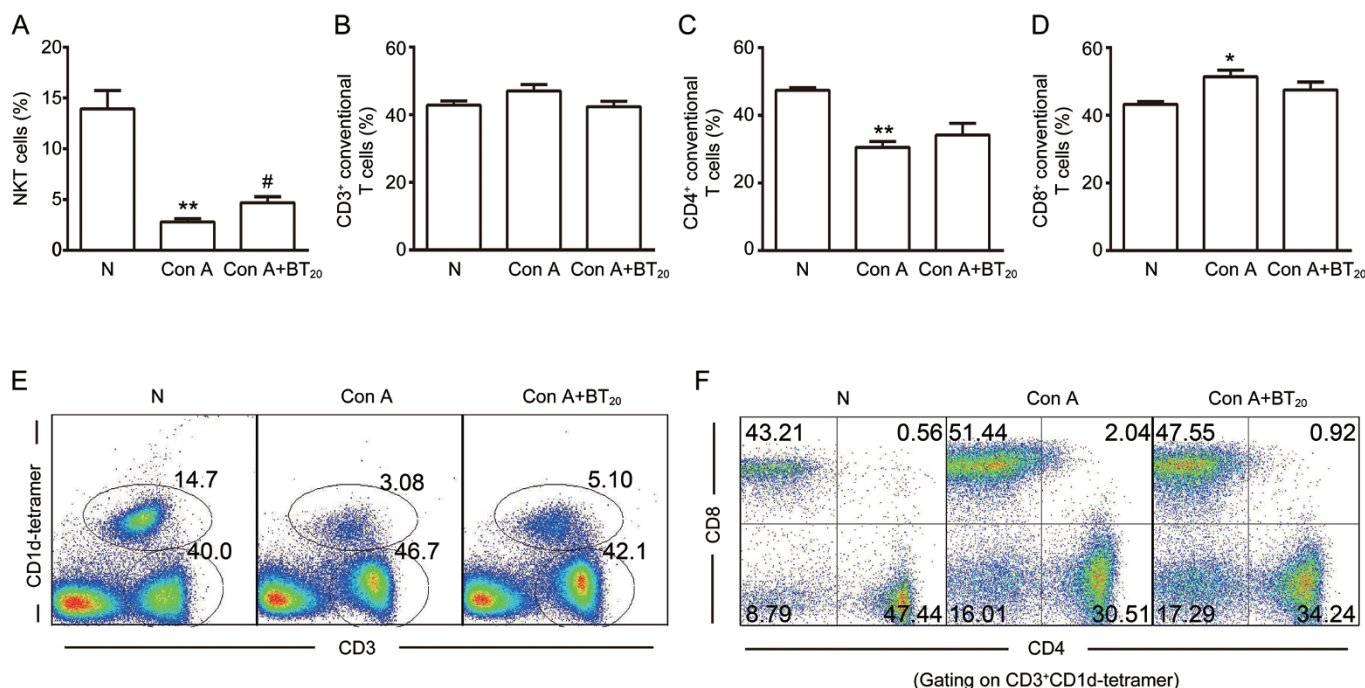 A
NKT cells (%)
20
15
10
5
0
**
#
N
Con A
Con A+BT₂₀
B
CD3⁺ conventional
T cells (%)
60
40
20
0
N
Con A
Con A+BT₂₀
C
CD4⁺ conventional
T cells (%)
60
40
20
0
**
N
Con A
Con A+BT₂₀
D
CD8⁺ conventional
T cells (%)
60
40
20
0
*
N
Con A
Con A+BT₂₀
E
N
Con A
Con A+BT₂₀
CD1d-tetramer
14.7
3.08
5.10
40.0
46.7
42.1
CD3
F
N
Con A
Con A+BT₂₀
CD8
43.21
0.56
51.44
2.04
47.55
0.92
8.79
47.44
16.01
30.51
17.29
34.24
CD4
(Gating on CD3⁺CD1d-tetramer)